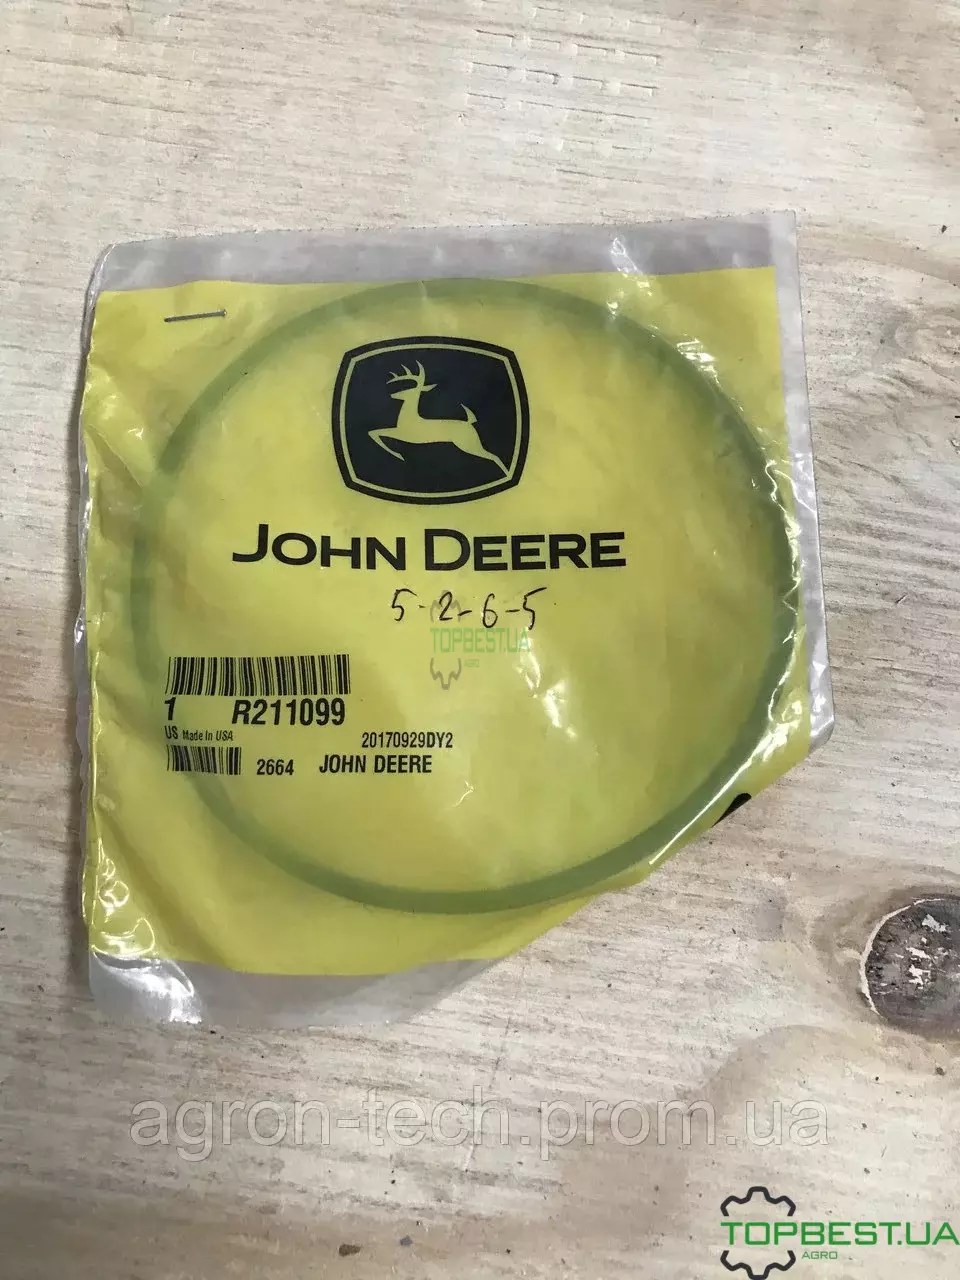 JOHN DEERE
5-2-6-5
TOPBEST.UA
AGRO
1 R211099
US Made In USA
20170929DY2
2664 JOHN DEERE
agron-tech.prom.ua
TOPBEST.UA
AGRO